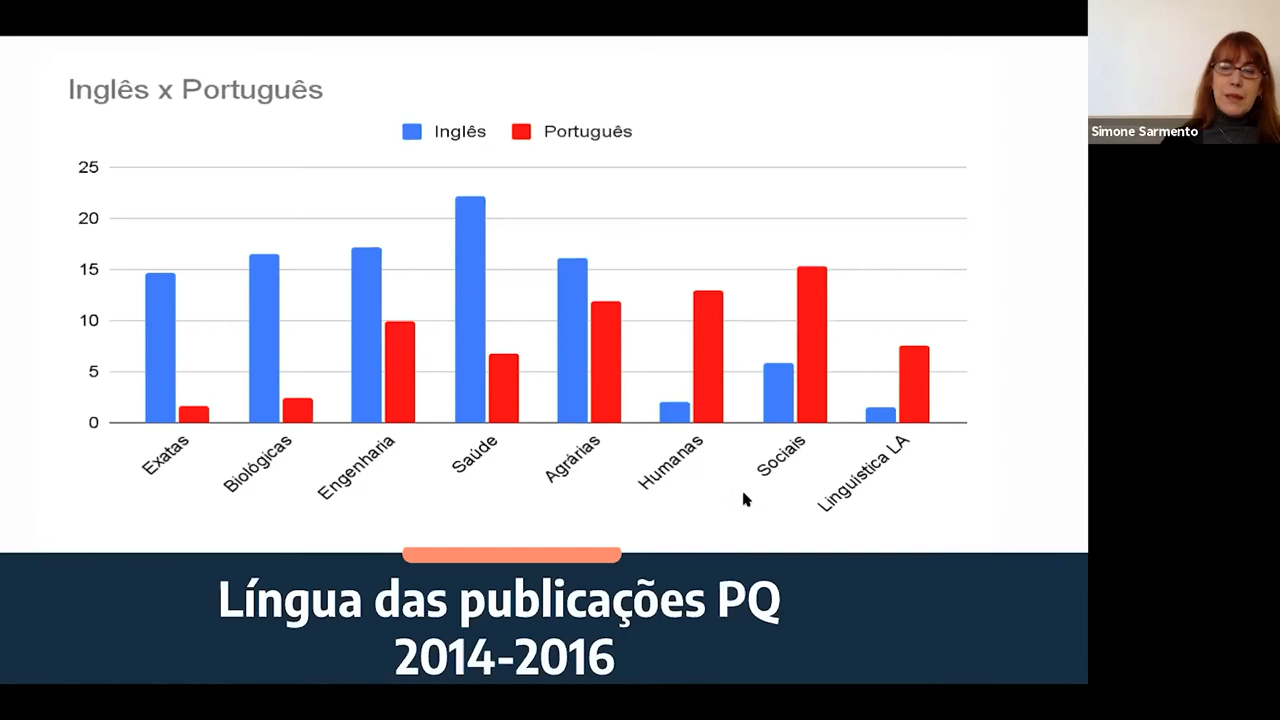 Inglês x Português
Inglês
Português
25
20
15
10
5
0
Exatas
Biológicas
Engenharia
Saúde
Agrárias
Humanas
Sociais
Linguística LA
Língua das publicações PQ
2014-2016
Simone Sarmento